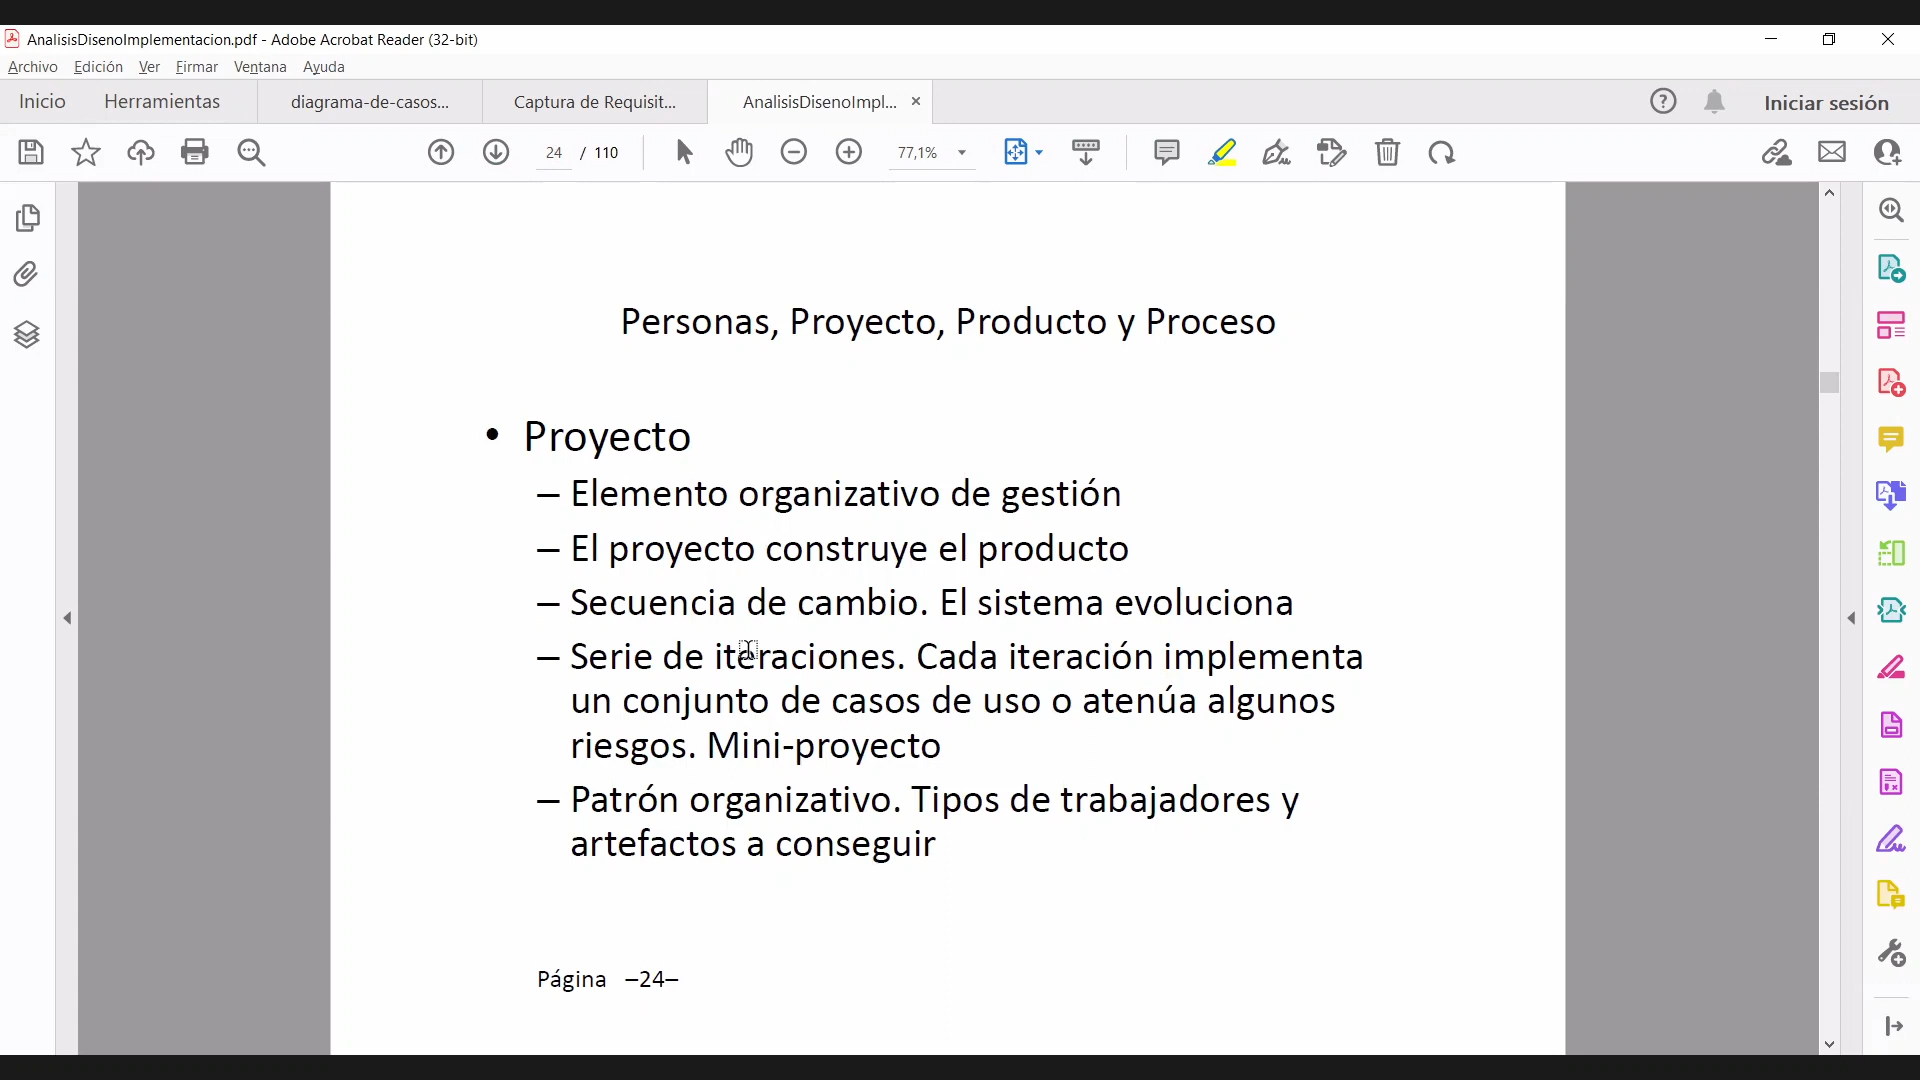 AnalisisDisenoImplementacion.pdf - Adobe Acrobat Reader (32-bit)
Archivo Edición Ver Firmar Ventana Ayuda
Inicio Herramientas diagrama-de-casos... Captura de Requisit... AnalisisDisenoImpl... × Iniciar sesión
24 / 110 77,1%
Personas, Proyecto, Producto y Proceso
• Proyecto
– Elemento organizativo de gestión
– El proyecto construye el producto
– Secuencia de cambio. El sistema evoluciona
– Serie de iteraciones. Cada iteración implementa
un conjunto de casos de uso o atenúa algunos
riesgos. Mini-proyecto
– Patrón organizativo. Tipos de trabajadores y
artefactos a conseguir
Página –24–